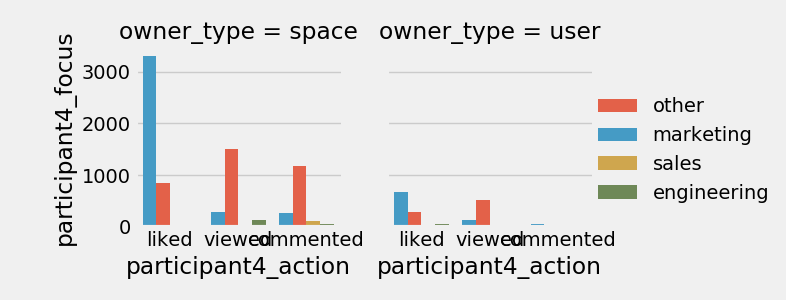 owner_type = space
owner_type = user
participant4_focus
3000
2000
1000
0
liked
viewed
commented
liked
viewed
commented
participant4_action
participant4_action
other
marketing
sales
engineering